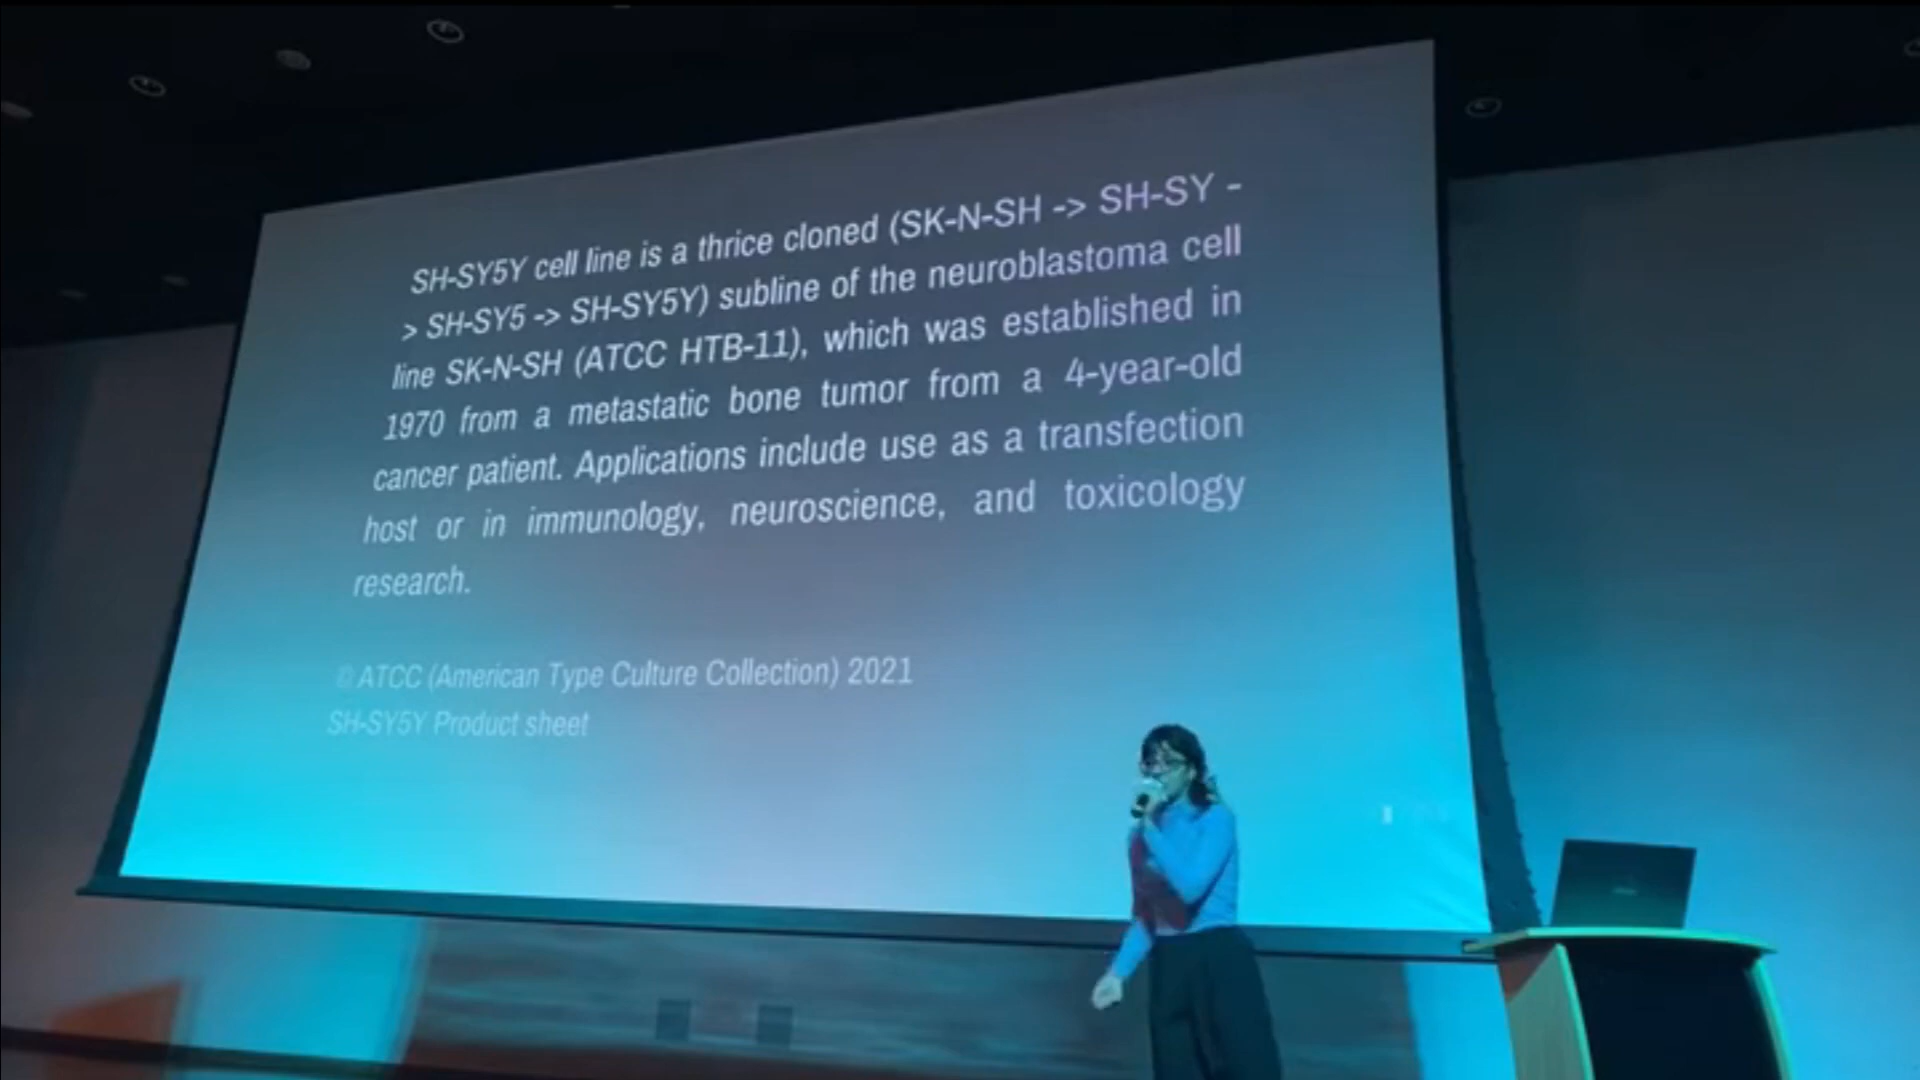 SH-SY5Y cell line is a thrice cloned (SK-N-SH -> SH-SY -
> SH-SY5 -> SH-SY5Y) subline of the neuroblastoma cell
line SK-N-SH (ATCC HTB-11), which was established in
1970 from a metastatic bone tumor from a 4-year-old
cancer patient. Applications include use as a transfection
host or in immunology, neuroscience, and toxicology
research.
© ATCC (American Type Culture Collection) 2021
SH-SY5Y Product sheet